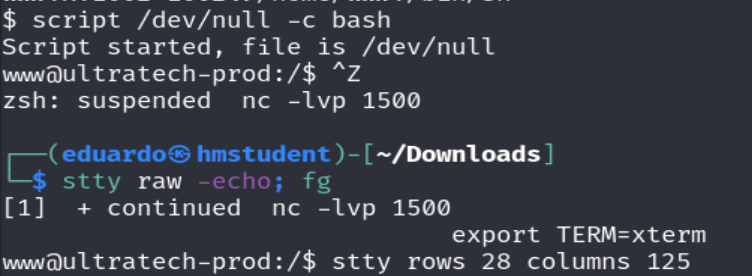 $ script /dev/null -c bash
Script started, file is /dev/null
www@ultratech-prod:/$ ^Z
zsh: suspended  nc -lvp 1500
┌──(eduardo㉿hmstudent)-[~/Downloads]
└─$ stty raw -echo; fg
[1]  + continued  nc -lvp 1500
export TERM=xterm
www@ultratech-prod:/$ stty rows 28 columns 125